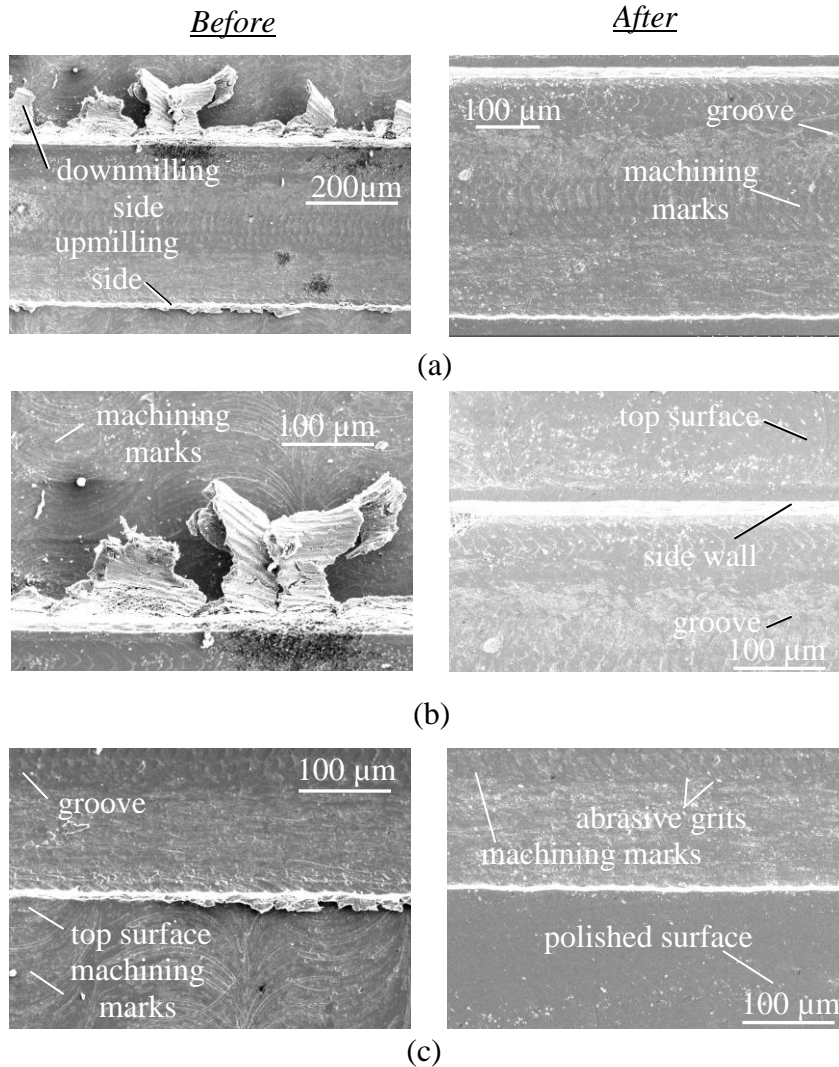 Before
After
downmilling
side
upmilling
side
200µm
100 µm
groove
machining
marks
(a)
machining
marks
100 µm
top surface
side wall
groove
100 µm
(b)
groove
100 µm
top surface
machining
marks
abrasive grits
machining marks
polished surface
100 µm
(c)